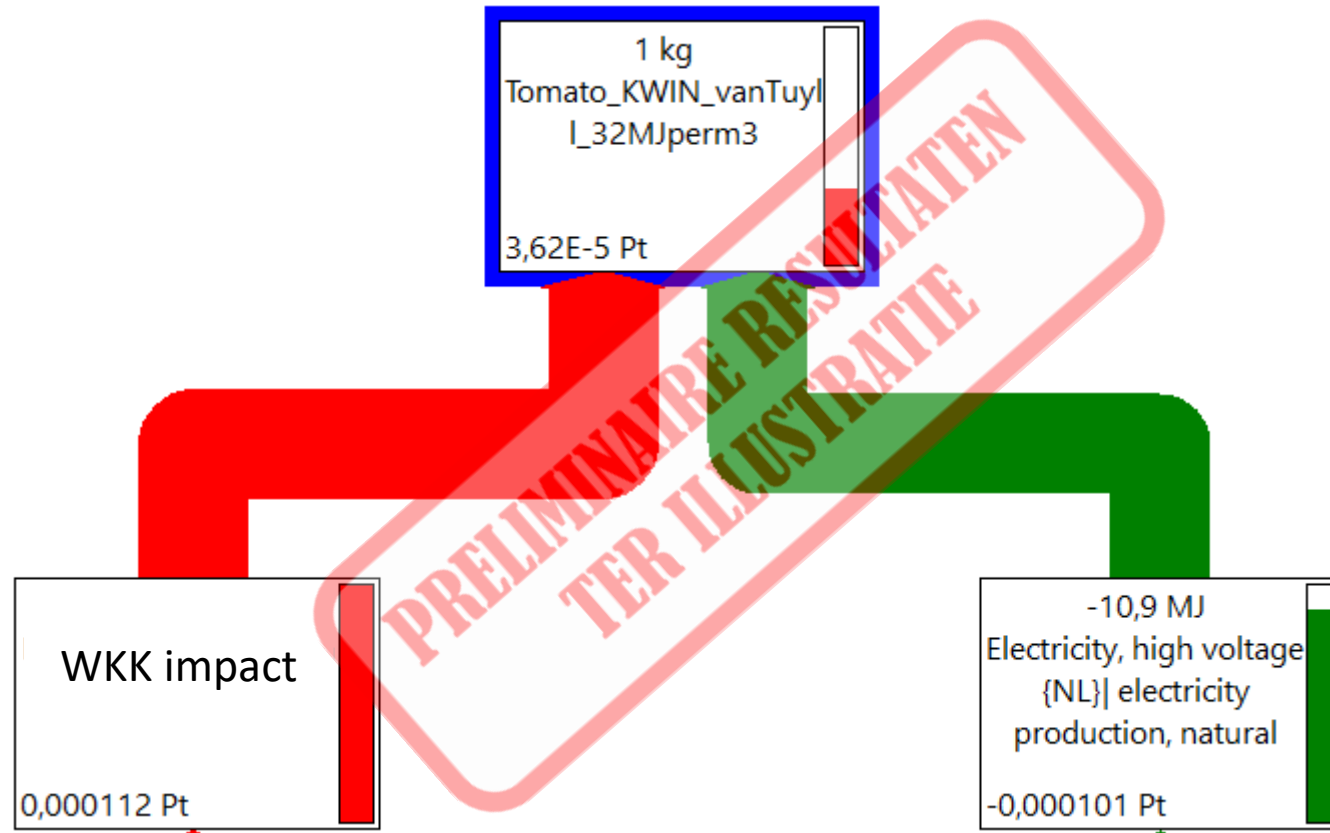 1 kg
Tomato_KWIN_vanTuyl
l_32MJperm3
3,62E-5 Pt
PRELIMINAIRE RESULTATEN
TER ILLUSTRATIE
WKK impact
0,000112 Pt
-10,9 MJ
Electricity, high voltage
{NL}| electricity
production, natural
-0,000101 Pt